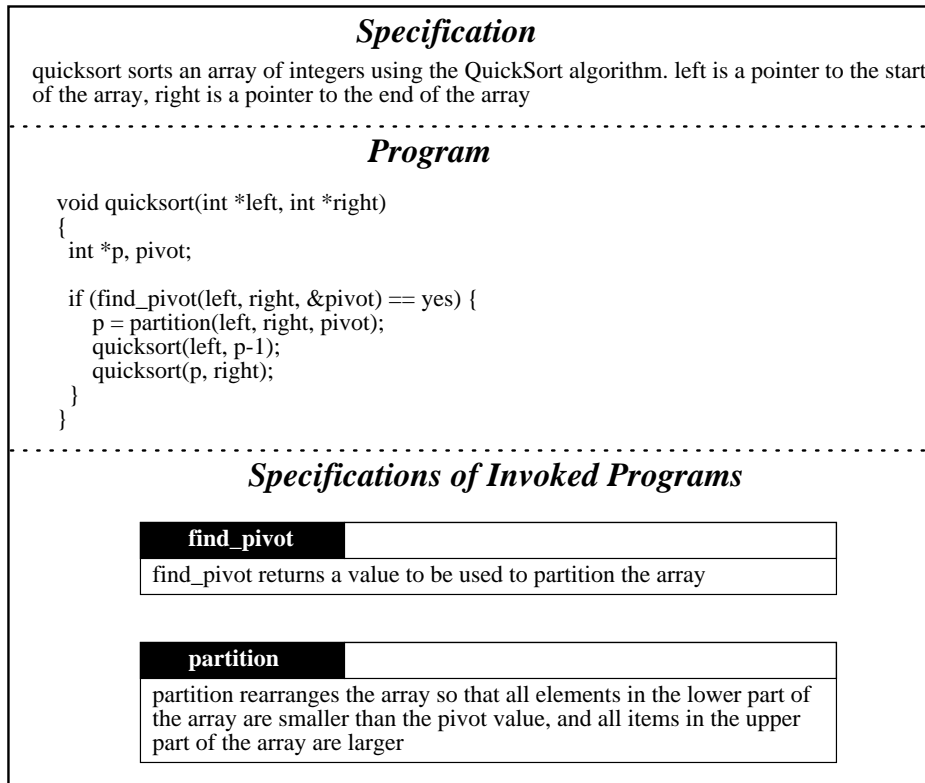 Specification
quicksort sorts an array of integers using the QuickSort algorithm. left is a pointer to the start
of the array, right is a pointer to the end of the array
Program
void quicksort(int *left, int *right)
{
int *p, pivot;
if (find_pivot(left, right, &pivot) == yes) {
p = partition(left, right, pivot);
quicksort(left, p-1);
quicksort(p, right);
}
}
Specifications of Invoked Programs
find_pivot
find_pivot returns a value to be used to partition the array
partition
partition rearranges the array so that all elements in the lower part of
the array are smaller than the pivot value, and all items in the upper
part of the array are larger